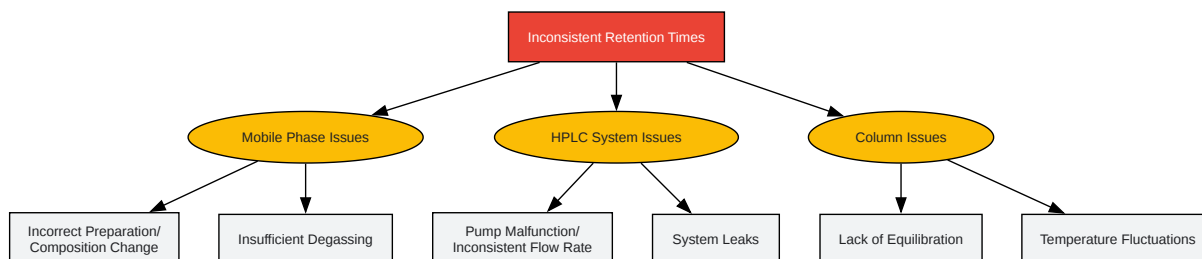 Inconsistent Retention Times
Mobile Phase Issues
HPLC System Issues
Column Issues
Incorrect Preparation/
Composition Change
Insufficient Degassing
Pump Malfunction/
Inconsistent Flow Rate
System Leaks
Lack of Equilibration
Temperature Fluctuations